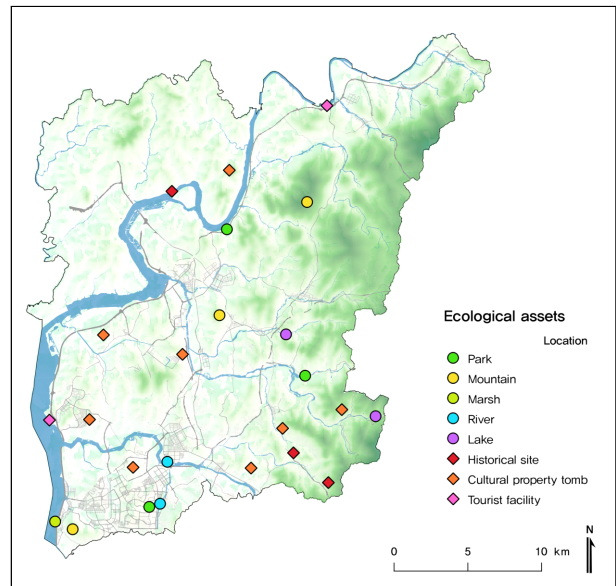 Ecological assets
Location
Park
Mountain
Marsh
River
Lake
Historical site
Cultural property tomb
Tourist facility
N
0 5 10 km